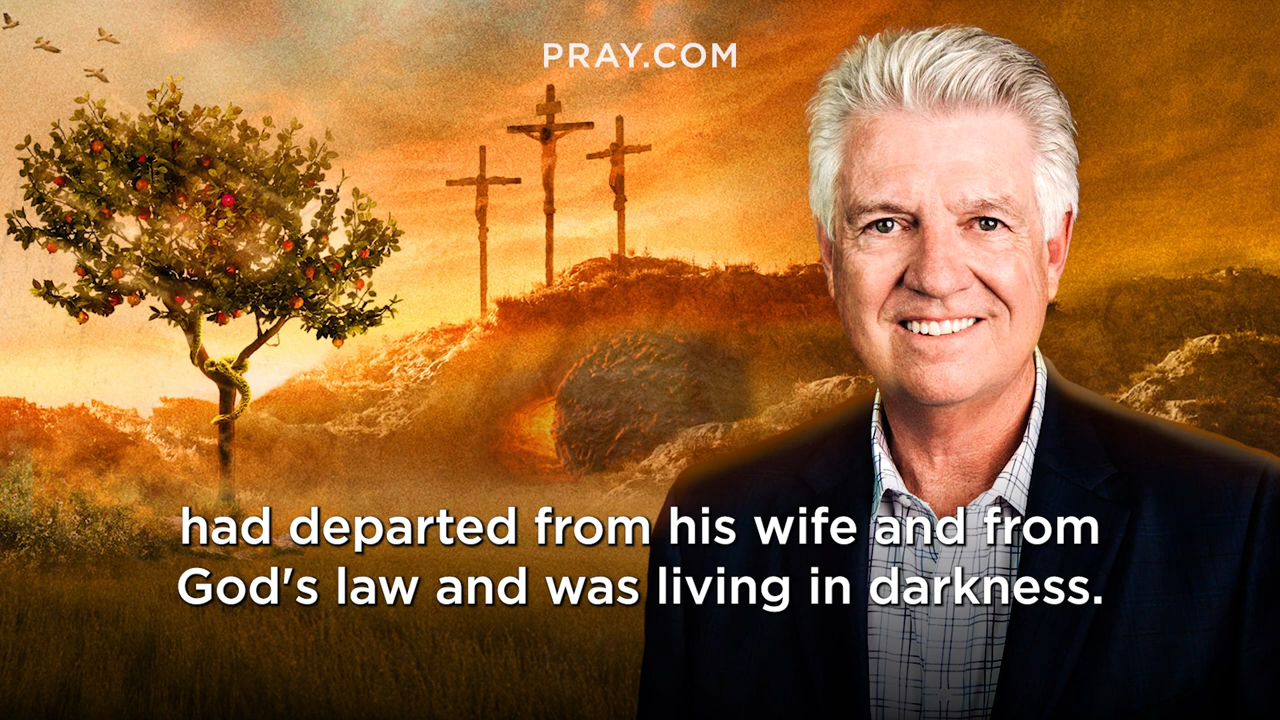 PRAY.COM
had departed from his wife and from
God's law and was living in darkness.